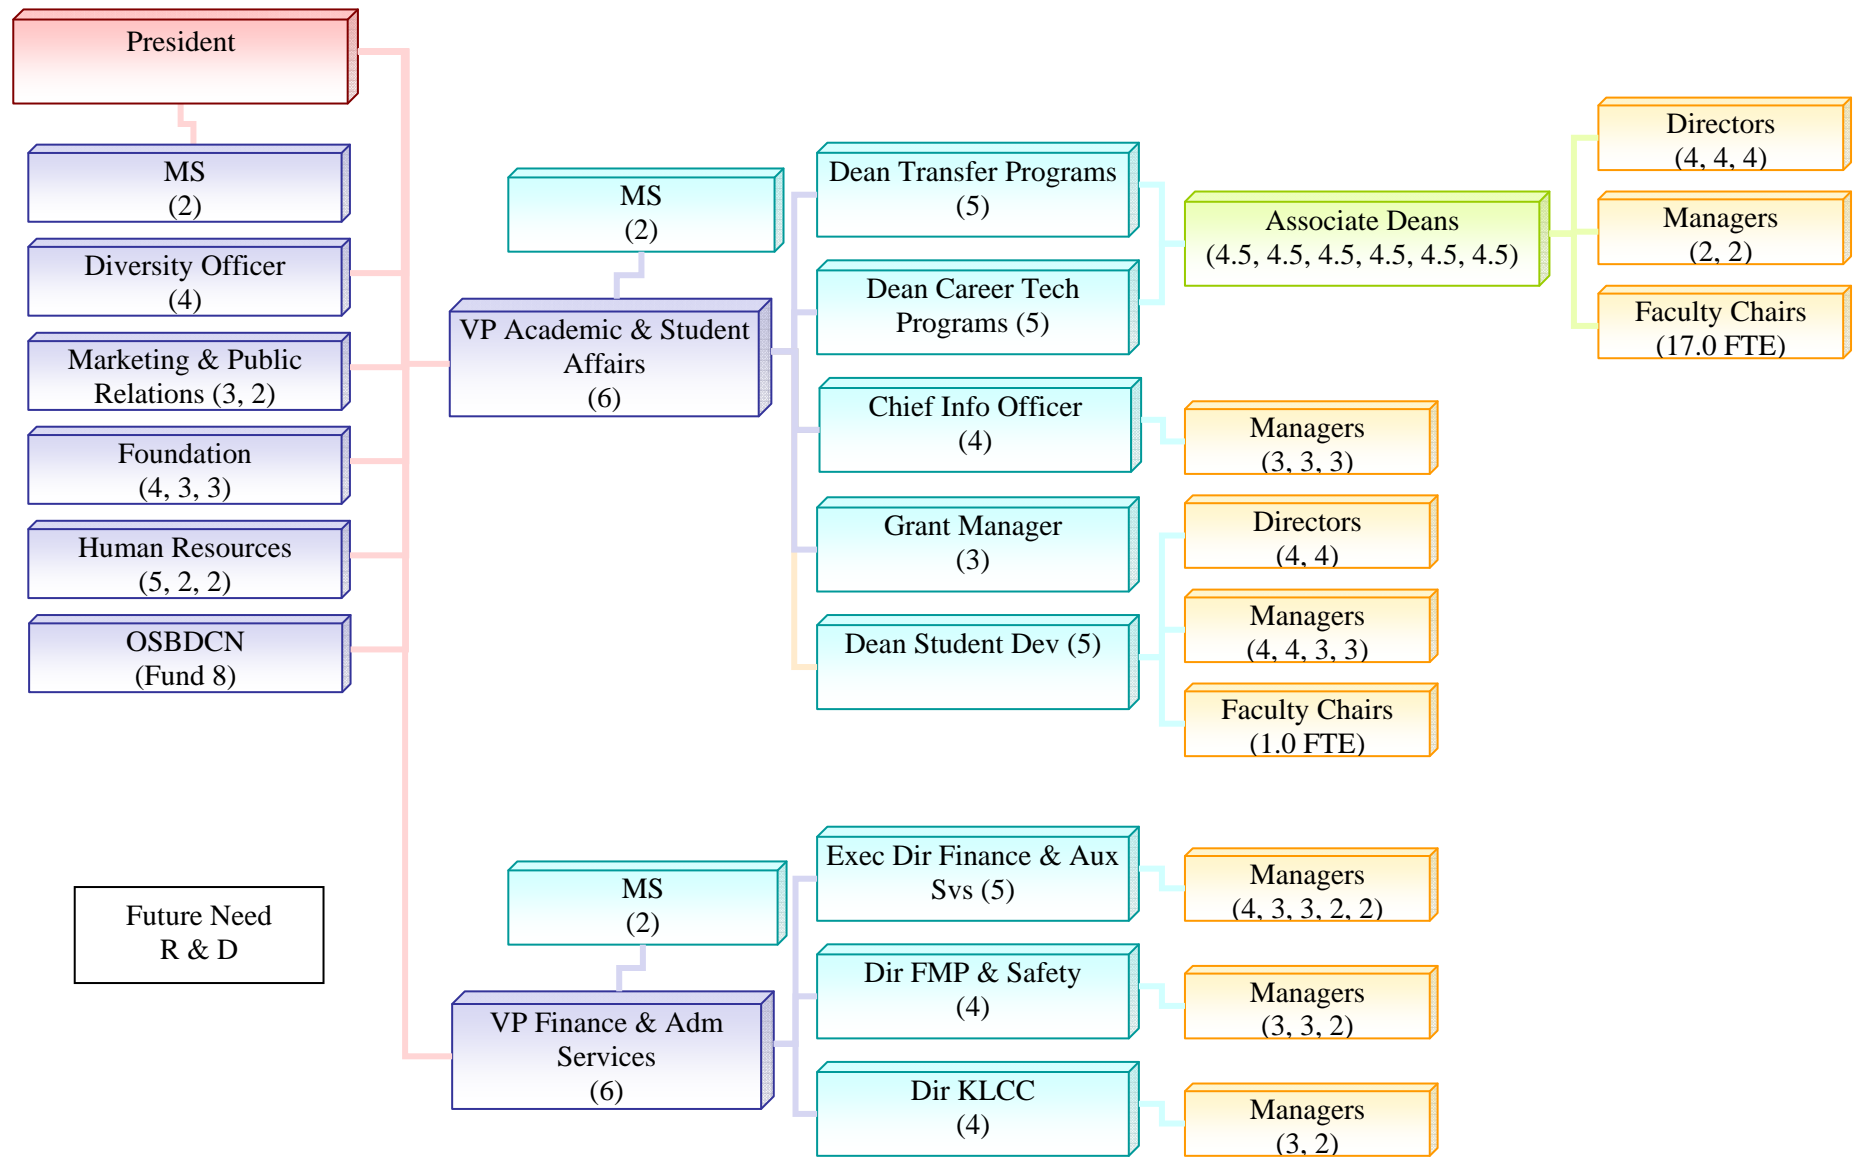 President
MS
(2)
Diversity Officer
(4)
Marketing & Public
Relations (3, 2)
Foundation
(4, 3, 3)
Human Resources
(5, 2, 2)
OSBDCN
(Fund 8)
Future Need
R & D
MS
(2)
VP Academic & Student
Affairs
(6)
Dean Transfer Programs
(5)
Dean Career Tech
Programs (5)
Chief Info Officer
(4)
Grant Manager
(3)
Dean Student Dev (5)
Associate Deans
(4.5, 4.5, 4.5, 4.5, 4.5, 4.5)
Directors
(4, 4, 4)
Managers
(2, 2)
Faculty Chairs
(17.0 FTE)
Managers
(3, 3, 3)
Directors
(4, 4)
Managers
(4, 4, 3, 3)
Faculty Chairs
(1.0 FTE)
MS
(2)
VP Finance & Adm
Services
(6)
Exec Dir Finance & Aux
Svs (5)
Dir FMP & Safety
(4)
Dir KLCC
(4)
Managers
(4, 3, 3, 2, 2)
Managers
(3, 3, 2)
Managers
(3, 2)